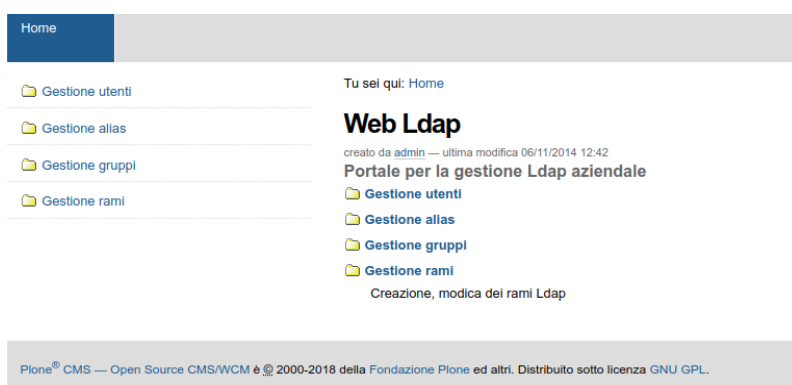 Home
Gestione utenti
Gestione alias
Gestione gruppi
Gestione rami
Tu sei qui: Home
Web Ldap
creato da admin — ultima modifica 06/11/2014 12:42
Portale per la gestione Ldap aziendale
Gestione utenti
Gestione alias
Gestione gruppi
Gestione rami
Creazione, modica dei rami Ldap
Plone® CMS — Open Source CMS/WCM è © 2000-2018 della Fondazione Plone ed altri. Distribuito sotto licenza GNU GPL.